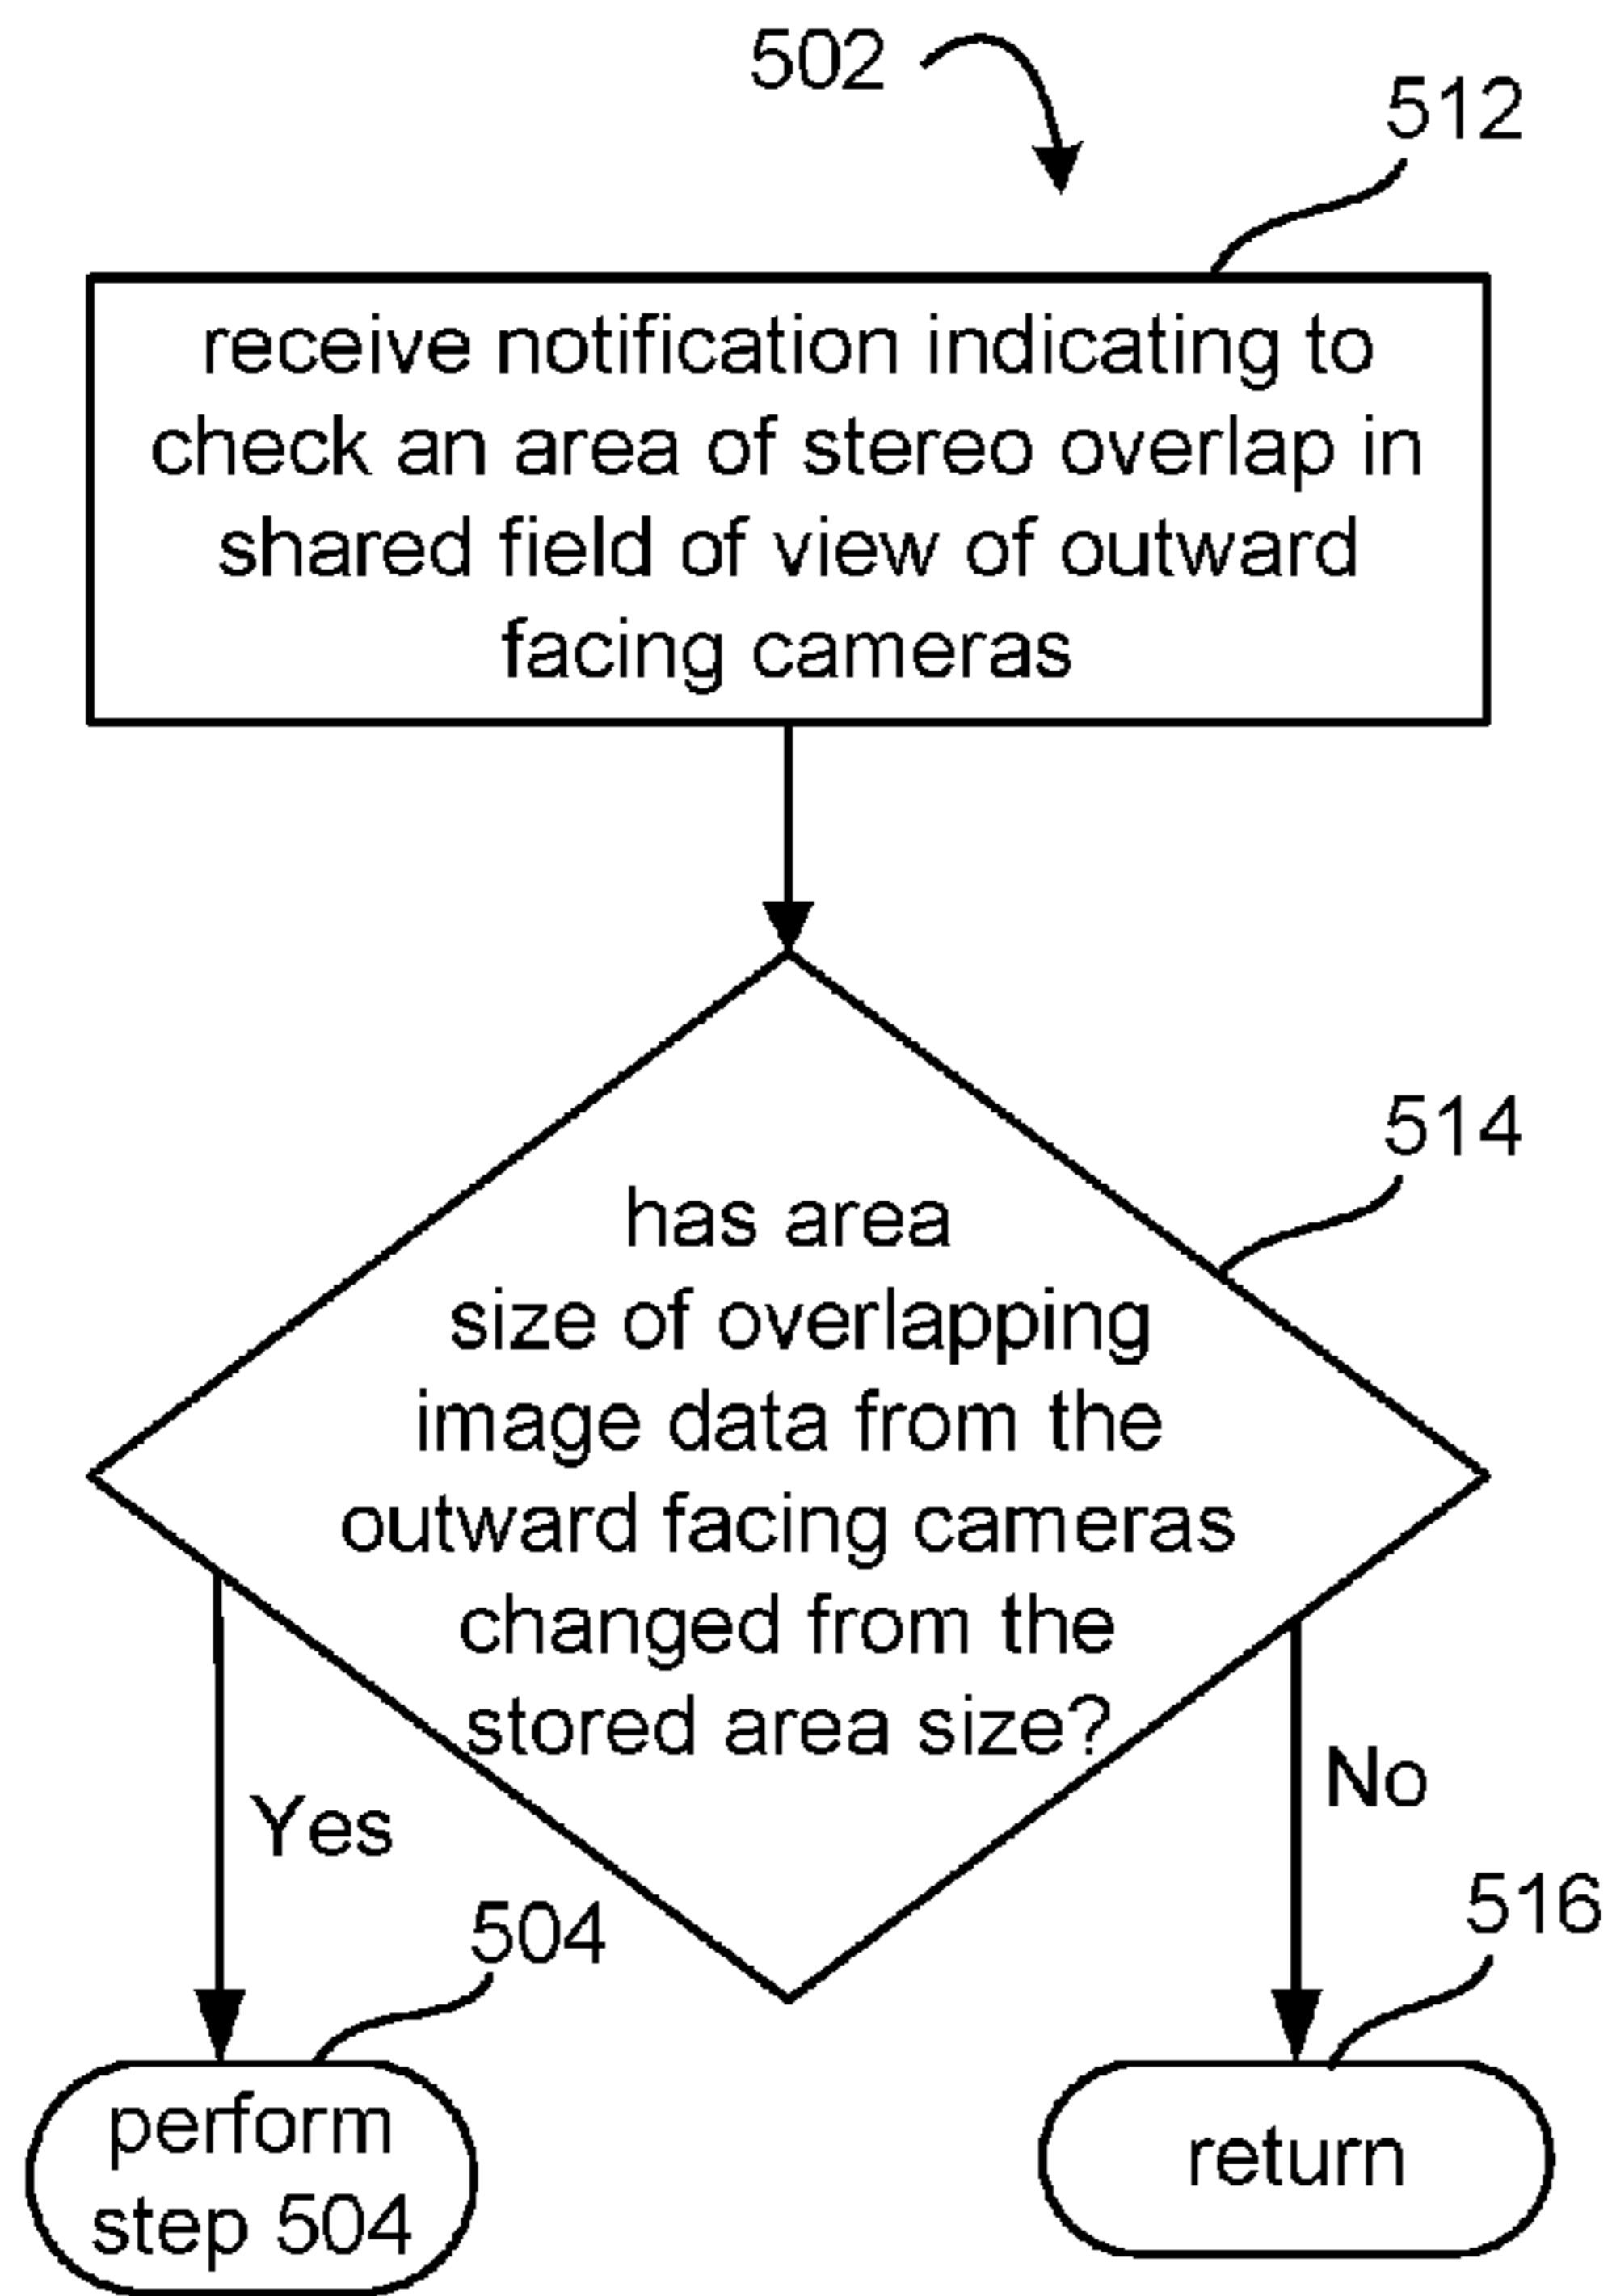 502
512
receive notification indicating to
check an area of stereo overlap in
shared field of view of outward
facing cameras
514
has area
size of overlapping
image data from the
outward facing cameras
changed from the
stored area size?
Yes
No
504
516
perform
step 504
return